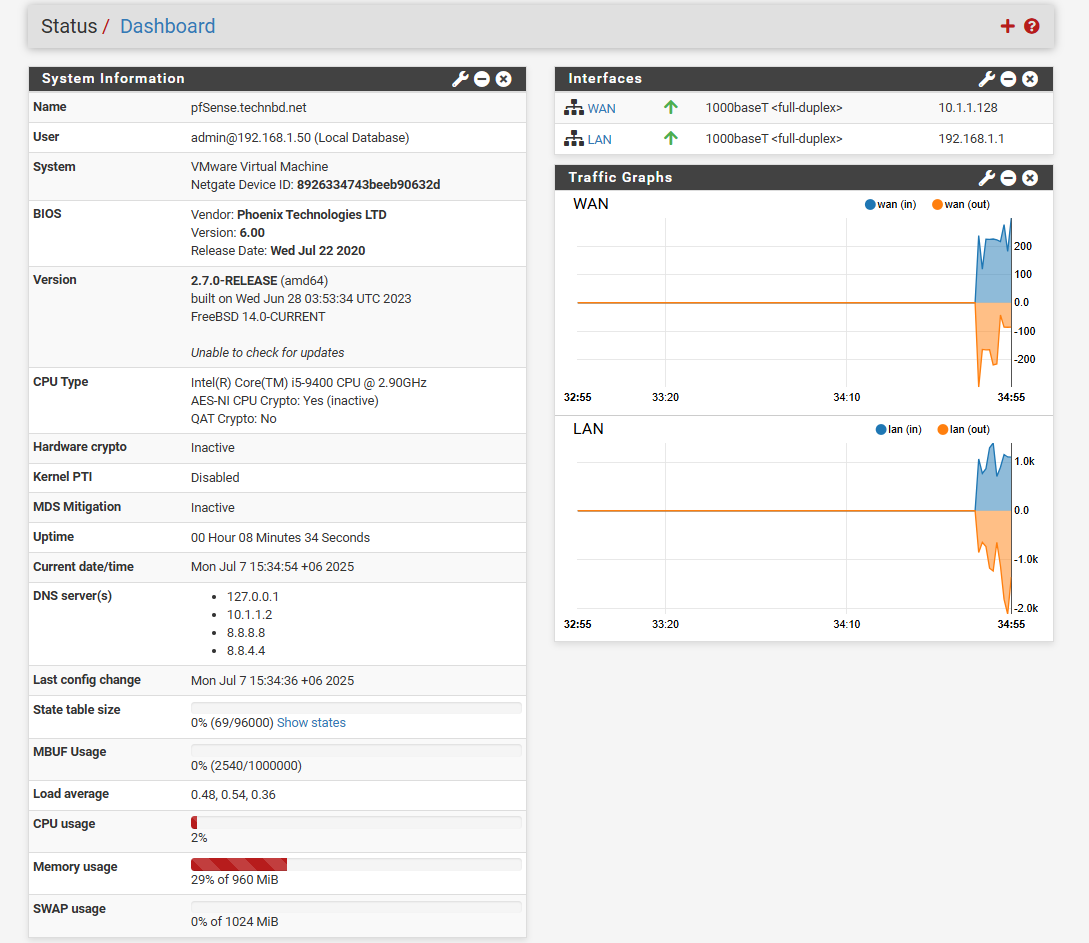 Status / Dashboard
System Information
Name pfSense.technbd.net
User admin@192.168.1.50 (Local Database)
System VMware Virtual Machine
Netgate Device ID: 8926334743beeb90632d
BIOS Vendor: Phoenix Technologies LTD
Version: 6.00
Release Date: Wed Jul 22 2020
Version 2.7.0-RELEASE (amd64)
built on Wed Jun 28 03:53:34 UTC 2023
FreeBSD 14.0-CURRENT
Unable to check for updates
CPU Type Intel(R) Core(TM) i5-9400 CPU @ 2.90GHz
AES-NI CPU Crypto: Yes (inactive)
QAT Crypto: No
Hardware crypto Inactive
Kernel PTI Disabled
MDS Mitigation Inactive
Uptime 00 Hour 08 Minutes 34 Seconds
Current date/time Mon Jul 7 15:34:54 +06 2025
DNS server(s) 127.0.0.1
10.1.1.2
8.8.8.8
8.8.4.4
Last config change Mon Jul 7 15:34:36 +06 2025
State table size 0% (69/96000) Show states
MBUF Usage 0% (2540/1000000)
Load average 0.48, 0.54, 0.36
CPU usage 2%
Memory usage 29% of 960 MiB
SWAP usage 0% of 1024 MiB
Interfaces
WAN 1000baseT <full-duplex> 10.1.1.128
LAN 1000baseT <full-duplex> 192.168.1.1
Traffic Graphs
WAN wan (in) wan (out)
200
100
0.0
-100
-200
32:55 33:20 34:10 34:55
LAN lan (in) lan (out)
1.0k
0.0
-1.0k
-2.0k
32:55 33:20 34:10 34:55